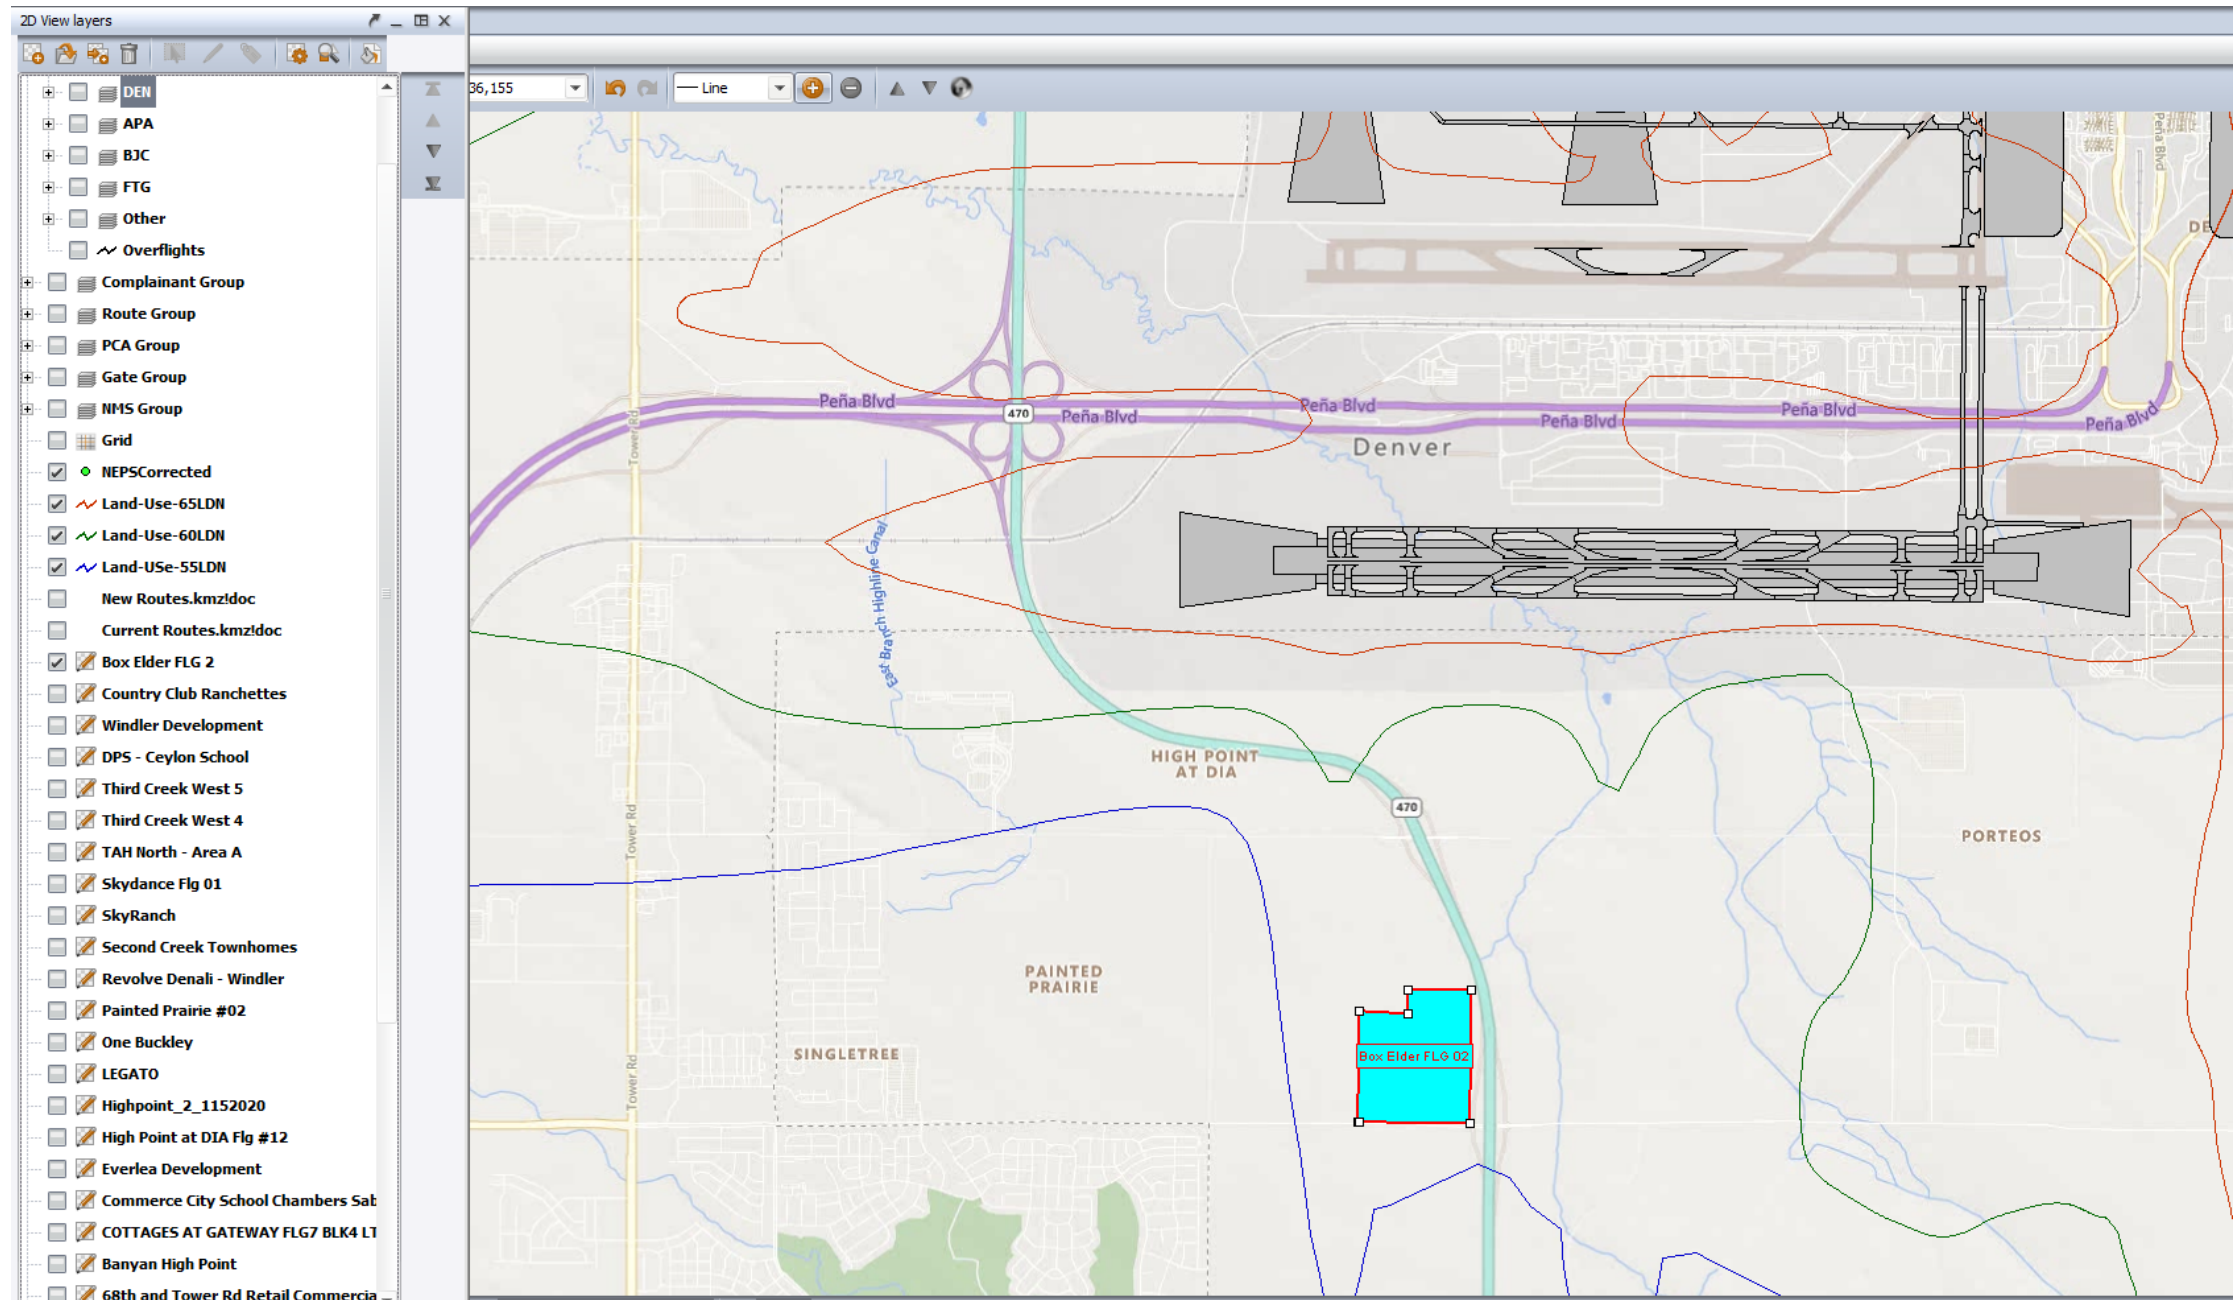 2D View layers
DEN
APA
BJC
FTG
Other
Overflights
Complainant Group
Route Group
PCA Group
Gate Group
NMS Group
Grid
NEPSCorrected
Land-Use-65LDN
Land-Use-60LDN
Land-USe-55LDN
New Routes.kmz!doc
Current Routes.kmz!doc
Box Elder FLG 2
Country Club Ranchettes
Windler Development
DPS - Ceylon School
Third Creek West 5
Third Creek West 4
TAH North - Area A
Skydance Flg 01
SkyRanch
Second Creek Townhomes
Revolve Denali - Windler
Painted Prairie #02
One Buckley
LEGATO
Highpoint_2_1152020
High Point at DIA Flg #12
Everlea Development
Commerce City School Chambers Sab
COTTAGES AT GATEWAY FLG7 BLK4 LT
Banyan High Point
68th and Tower Rd Retail Commercia
36,155
Line
Peña Blvd
DE
Peña Blvd
470
Peña Blvd
Peña Blvd
Peña Blvd
Peña Blvd
Peña Blvd
Tower Rd
Denver
East Branch Highline Canal
HIGH POINT
AT DIA
470
Tower Rd
PORTEOS
PAINTED
PRAIRIE
SINGLETREE
Tower Rd
Box Elder FLG 02